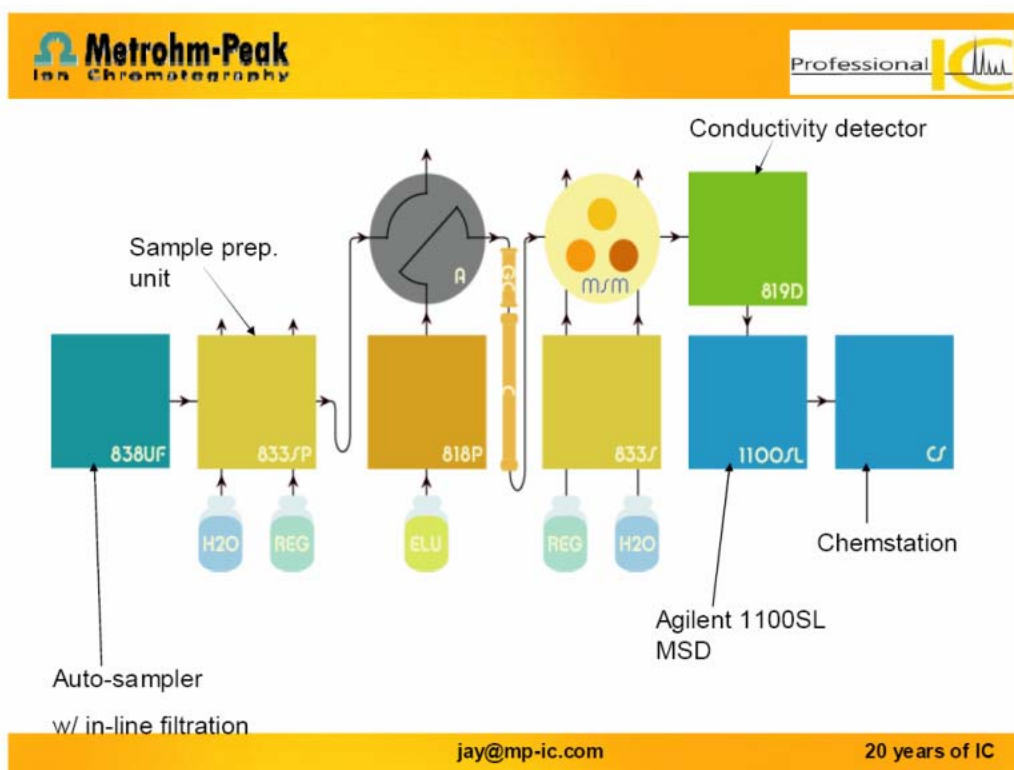 Ω Metrohm-Peak
Ion Chromatography
Professional IC
Conductivity detector
Sample prep.
unit
A
GC
MSM
819D
C
838UF
833SP
818P
833S
1100SL
CS
H2O
REG
ELU
REG
H2O
Chemstation
Agilent 1100SL
MSD
Auto-sampler
w/ in-line filtration
jay@mp-ic.com
20 years of IC